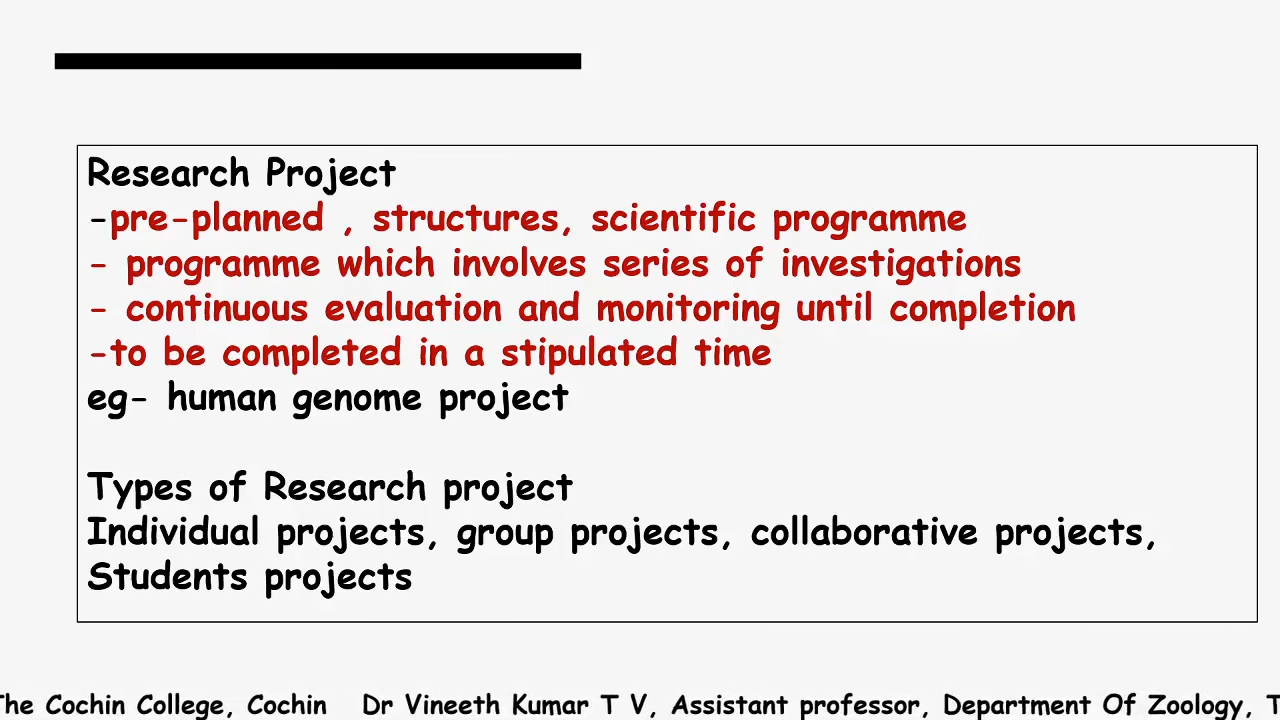 Research Project
-pre-planned , structures, scientific programme
- programme which involves series of investigations
- continuous evaluation and monitoring until completion
-to be completed in a stipulated time
eg- human genome project
Types of Research project
Individual projects, group projects, collaborative projects,
Students projects
The Cochin College, Cochin Dr Vineeth Kumar T V, Assistant professor, Department Of Zoology, T